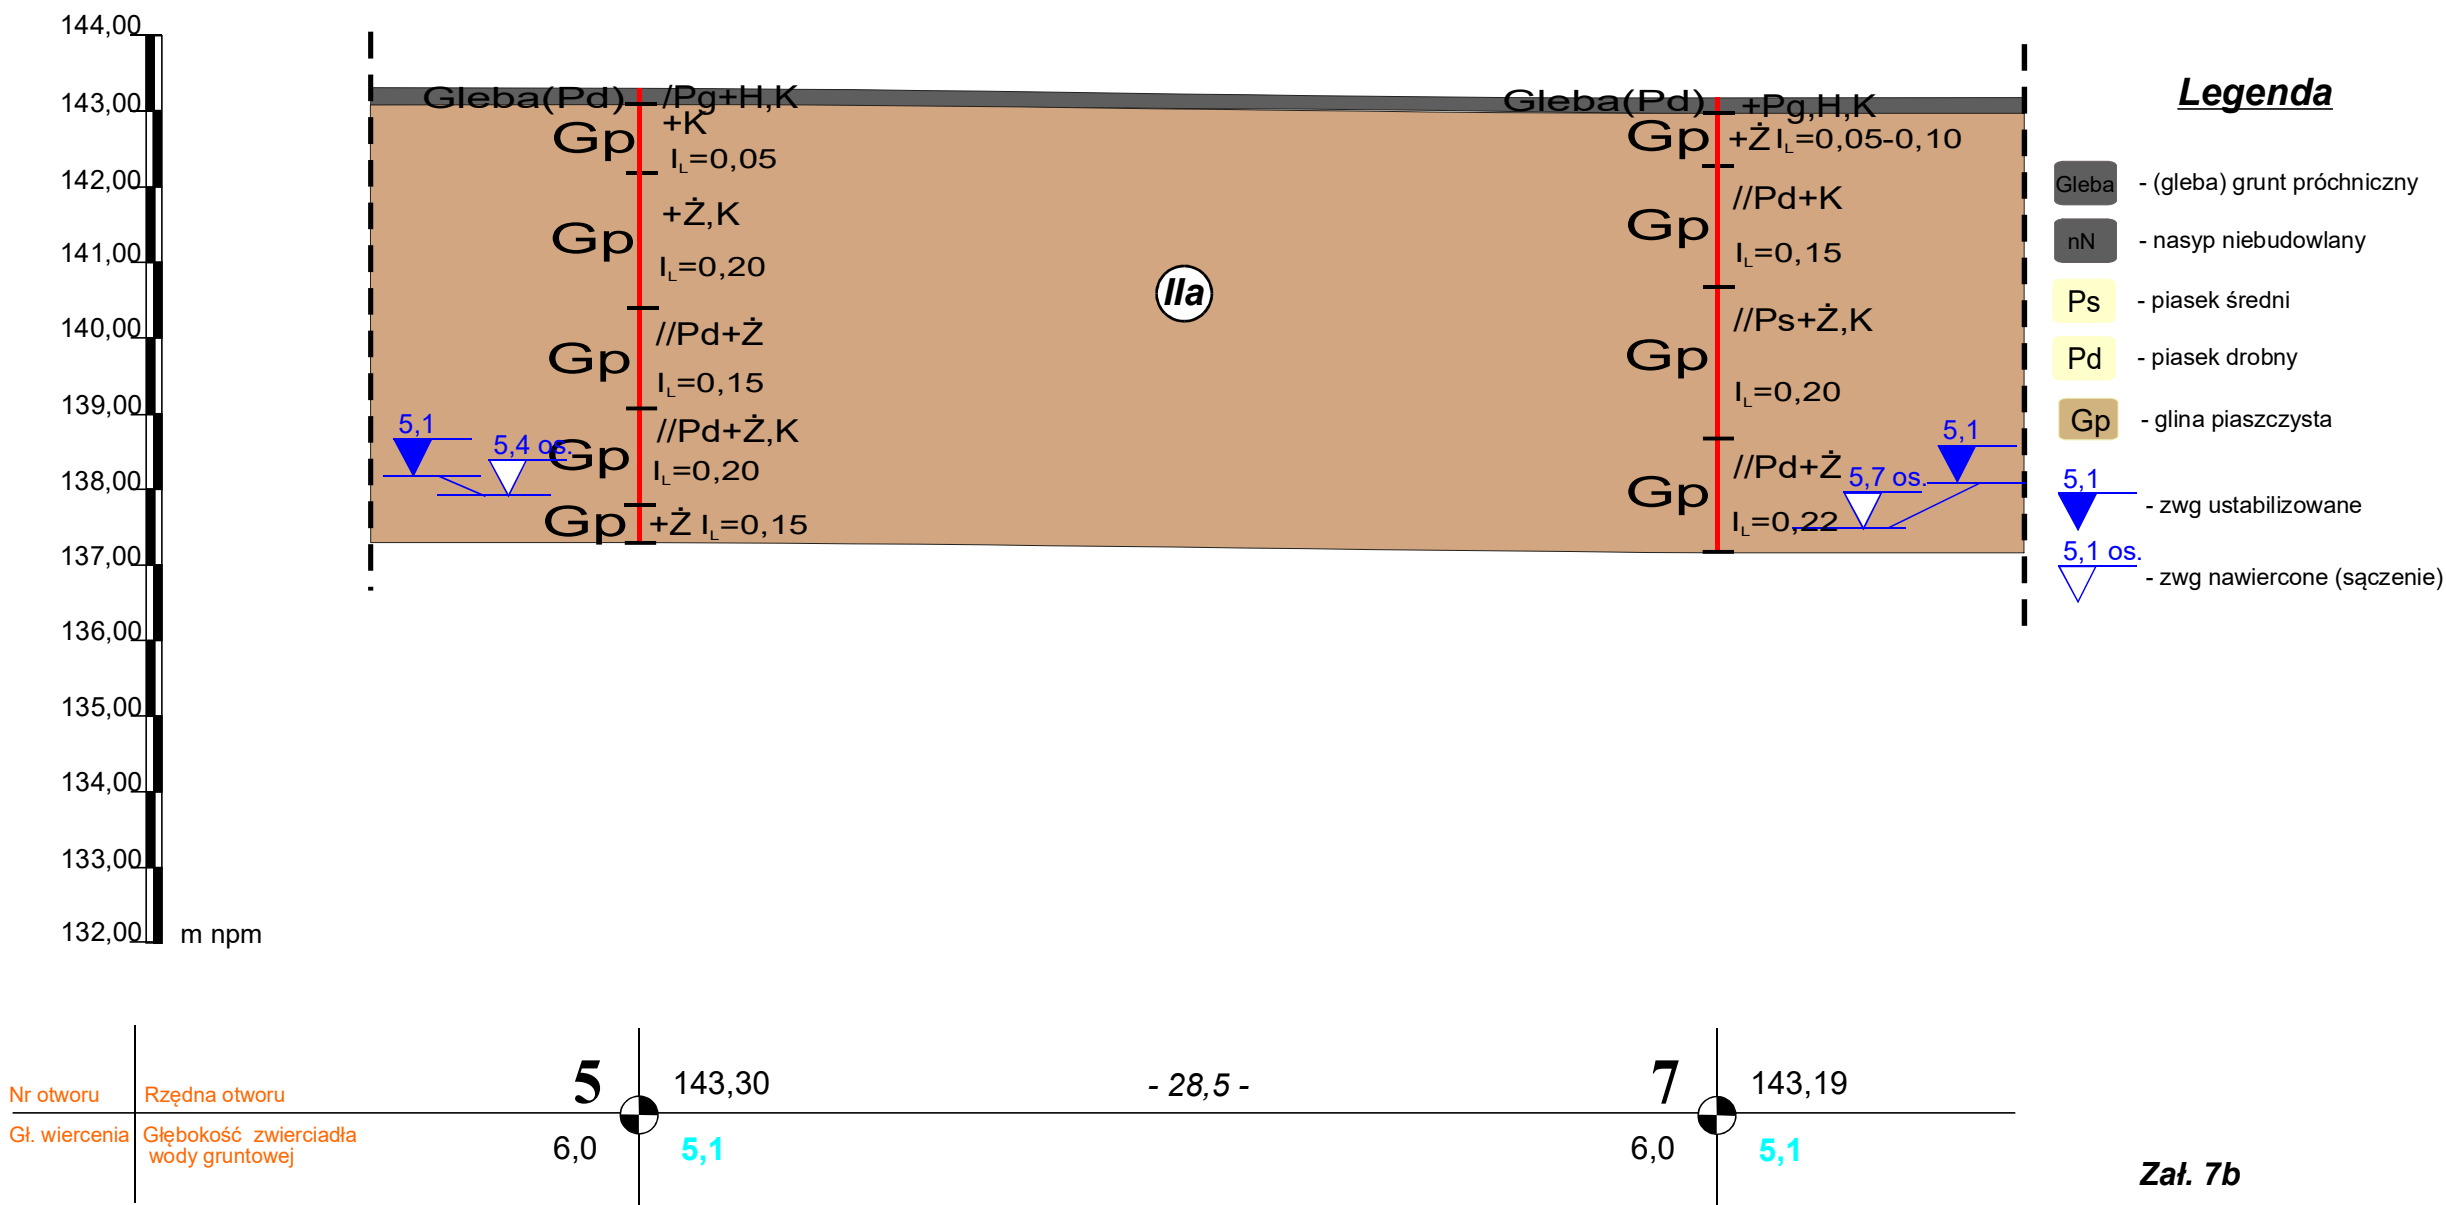 144,00
143,00
142,00
141,00
140,00
139,00
138,00
137,00
136,00
135,00
134,00
133,00
132,00
m npm
Gleba(Pd)
/Pg+H,K
Gp
+K
IL=0,05
Gp
+Ż,K
IL=0,20
Gp
//Pd+Ż
IL=0,15
Gp
//Pd+Ż,K
IL=0,20
Gp
+Ż IL=0,15
5,1
5,4 os.
IIa
Gleba(Pd)
+Pg,H,K
Gp
+Ż IL=0,05-0,10
Gp
//Pd+K
IL=0,15
Gp
//Ps+Ż,K
IL=0,20
Gp
//Pd+Ż
IL=0,22
5,1
5,7 os.
Legenda
Gleba - (gleba) grunt próchniczny
nN - nasyp niebudowlany
Ps - piasek średni
Pd - piasek drobny
Gp - glina piaszczysta
5,1 - zwg ustabilizowane
5,1 os. - zwg nawiercone (sączenie)
Nr otworu
Rzędna otworu
Gł. wiercenia
Głębokość zwierciadła
wody gruntowej
5
143,30
6,0
5,1
- 28,5 -
7
143,19
6,0
5,1
Zał. 7b